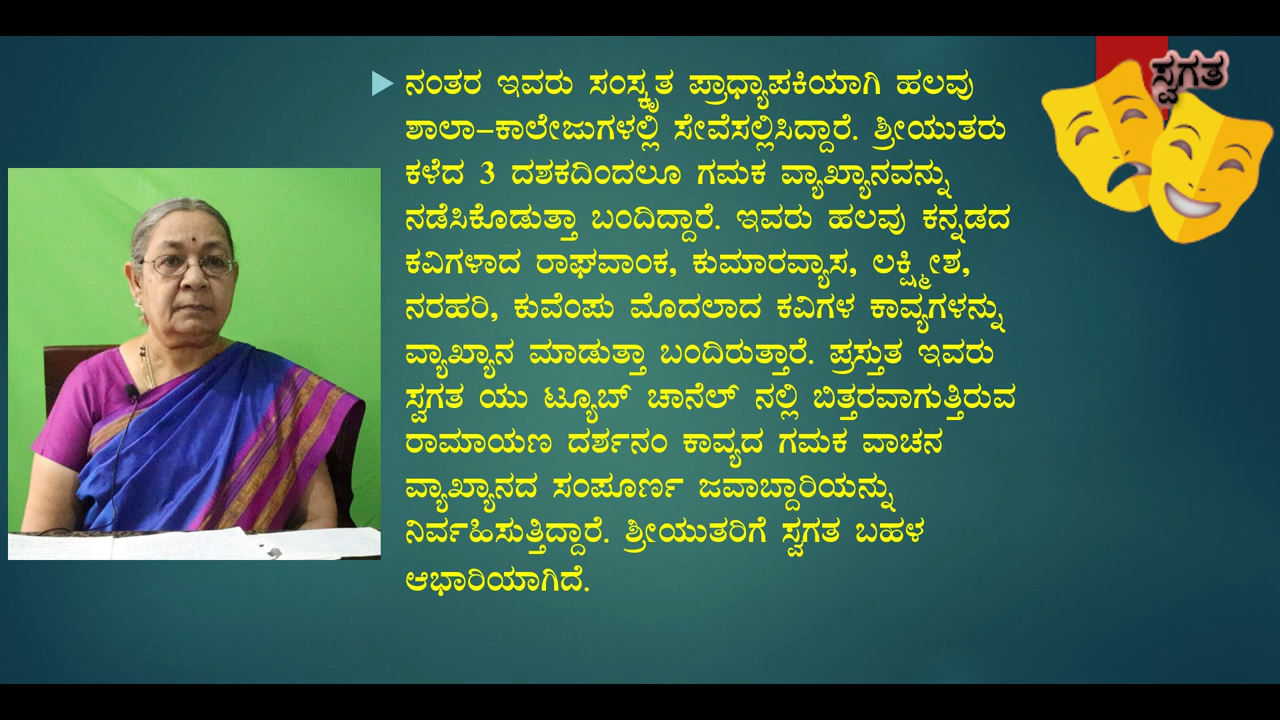 ಸ್ವಗತ
ನಂತರ ಇವರು ಸಂಸ್ಕೃತ ಪ್ರಾಧ್ಯಾಪಕಿಯಾಗಿ ಹಲವು
ಶಾಲಾ-ಕಾಲೇಜುಗಳಲ್ಲಿ ಸೇವೆಸಲ್ಲಿಸಿದ್ದಾರೆ. ಶ್ರೀಯುತರು
ಕಳೆದ 3 ದಶಕದಿಂದಲೂ ಗಮಕ ವ್ಯಾಖ್ಯಾನವನ್ನು
ನಡೆಸಿಕೊಡುತ್ತಾ ಬಂದಿದ್ದಾರೆ. ಇವರು ಹಲವು ಕನ್ನಡದ
ಕವಿಗಳಾದ ರಾಘವಾಂಕ, ಕುಮಾರವ್ಯಾಸ, ಲಕ್ಷ್ಮೀಶ,
ನರಹರಿ, ಕುವೆಂಪು ಮೊದಲಾದ ಕವಿಗಳ ಕಾವ್ಯಗಳನ್ನು
ವ್ಯಾಖ್ಯಾನ ಮಾಡುತ್ತಾ ಬಂದಿರುತ್ತಾರೆ. ಪ್ರಸ್ತುತ ಇವರು
ಸ್ವಗತ ಯು ಟ್ಯೂಬ್ ಚಾನೆಲ್ ನಲ್ಲಿ ಬಿತ್ತರವಾಗುತ್ತಿರುವ
ರಾಮಾಯಣ ದರ್ಶನಂ ಕಾವ್ಯದ ಗಮಕ ವಾಚನ
ವ್ಯಾಖ್ಯಾನದ ಸಂಪೂರ್ಣ ಜವಾಬ್ದಾರಿಯನ್ನು
ನಿರ್ವಹಿಸುತ್ತಿದ್ದಾರೆ. ಶ್ರೀಯುತರಿಗೆ ಸ್ವಗತ ಬಹಳ
ಆಭಾರಿಯಾಗಿದೆ.